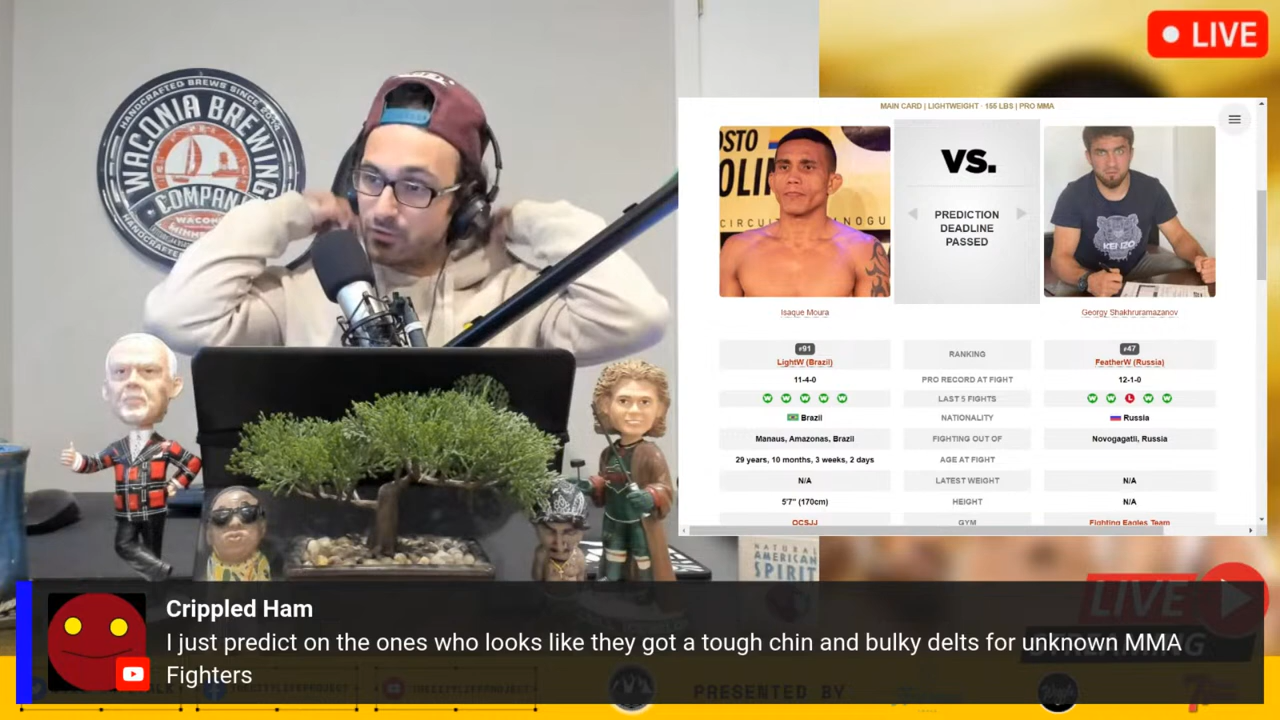 LIVE
HANDCRAFTED BREWS SINCE
WACONIA BREWING
COMPANY
MAIN CARD | LIGHTWEIGHT · 155 LBS | PRO MMA
VS.
PREDICTION
DEADLINE
PASSED
KENZO
Isaque Moura
Georgy Shakhruramazanov
#91
RANKING
#47
LightW (Brazil)
FeatherW (Russia)
11-4-0
PRO RECORD AT FIGHT
12-1-0
W W W W W
LAST 5 FIGHTS
W W L W W
Brazil
NATIONALITY
Russia
Manaus, Amazonas, Brazil
FIGHTING OUT OF
Novogagatli, Russia
29 years, 10 months, 3 weeks, 2 days
AGE AT FIGHT
N/A
LATEST WEIGHT
N/A
5'7" (170cm)
HEIGHT
N/A
OCSJJ
GYM
Fighting Eagles Team
NATURAL
AMERICAN
SPIRIT
LIVE
STREAMING
Crippled Ham
I just predict on the ones who looks like they got a tough chin and bulky delts for unknown MMA
Fighters
PRESENTED BY